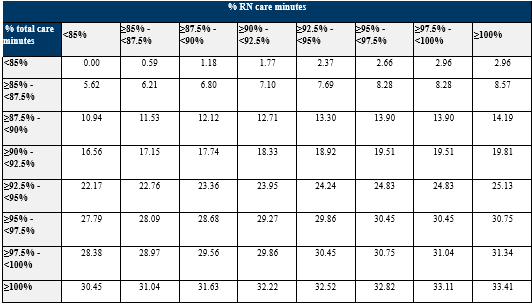 % RN care minutes
% total care minutes <85% ≥85% - <87.5% ≥87.5% - <90% ≥90% - <92.5% ≥92.5% - <95% ≥95% - <97.5% ≥97.5% - <100% ≥100%
<85% 0.00 0.59 1.18 1.77 2.37 2.66 2.96 2.96
≥85% - <87.5% 5.62 6.21 6.80 7.10 7.69 8.28 8.28 8.57
≥87.5% - <90% 10.94 11.53 12.12 12.71 13.30 13.90 13.90 14.19
≥90% - <92.5% 16.56 17.15 17.74 18.33 18.92 19.51 19.51 19.81
≥92.5% - <95% 22.17 22.76 23.36 23.95 24.24 24.83 24.83 25.13
≥95% - <97.5% 27.79 28.09 28.68 29.27 29.86 30.45 30.45 30.75
≥97.5% - <100% 28.38 28.97 29.56 29.86 30.45 30.75 31.04 31.34
≥100% 30.45 31.04 31.63 32.22 32.52 32.82 33.11 33.41